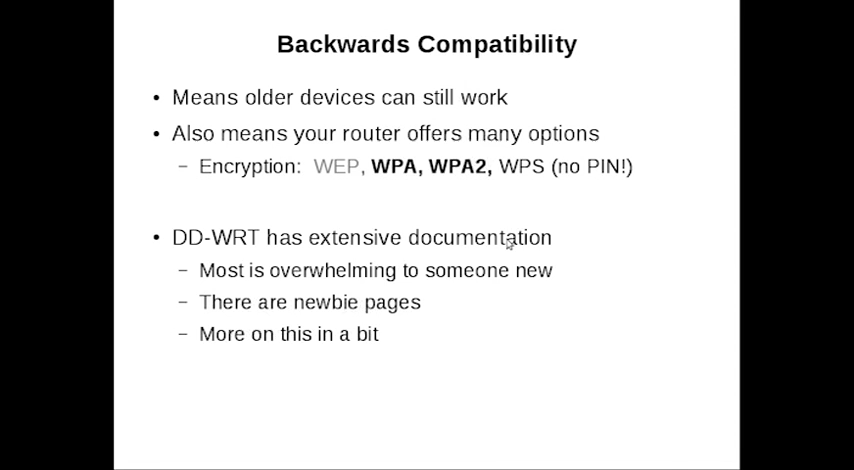 Backwards Compatibility
• Means older devices can still work
• Also means your router offers many options
– Encryption: WEP, WPA, WPA2, WPS (no PIN!)
• DD-WRT has extensive documentation
– Most is overwhelming to someone new
– There are newbie pages
– More on this in a bit